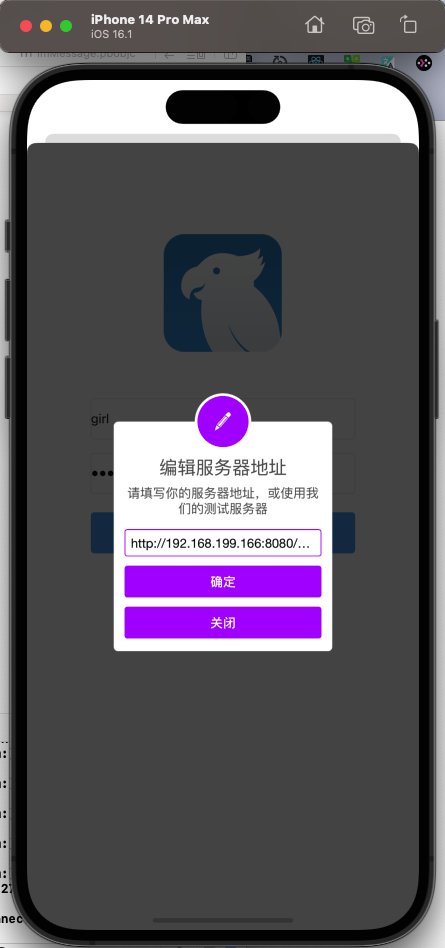 iPhone 14 Pro Max
iOS 16.1
girl
编辑服务器地址
请填写你的服务器地址，或使用我
们的测试服务器
http://192.168.199.166:8080/...
确定
关闭
27
nnec